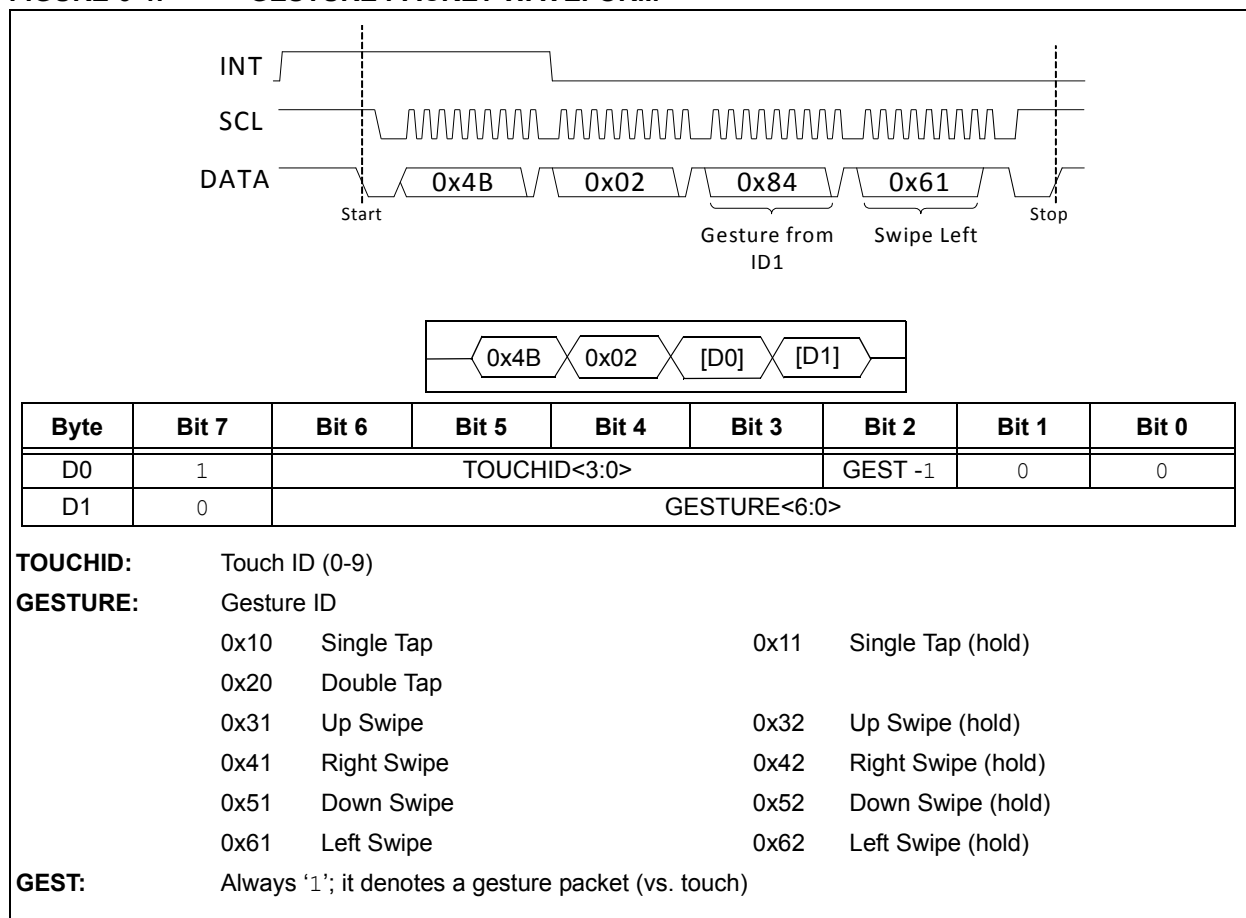 INT
SCL
DATA
0x4B 0x02 0x84 0x61
Start Stop
Gesture from Swipe Left
ID1
0x4B 0x02 [D0] [D1]
Byte Bit 7 Bit 6 Bit 5 Bit 4 Bit 3 Bit 2 Bit 1 Bit 0
D0 1 TOUCHID<3:0> GEST -1 0 0
D1 0 GESTURE<6:0>
TOUCHID: Touch ID (0-9)
GESTURE: Gesture ID
0x10 Single Tap 0x11 Single Tap (hold)
0x20 Double Tap
0x31 Up Swipe 0x32 Up Swipe (hold)
0x41 Right Swipe 0x42 Right Swipe (hold)
0x51 Down Swipe 0x52 Down Swipe (hold)
0x61 Left Swipe 0x62 Left Swipe (hold)
GEST: Always ‘1’; it denotes a gesture packet (vs. touch)